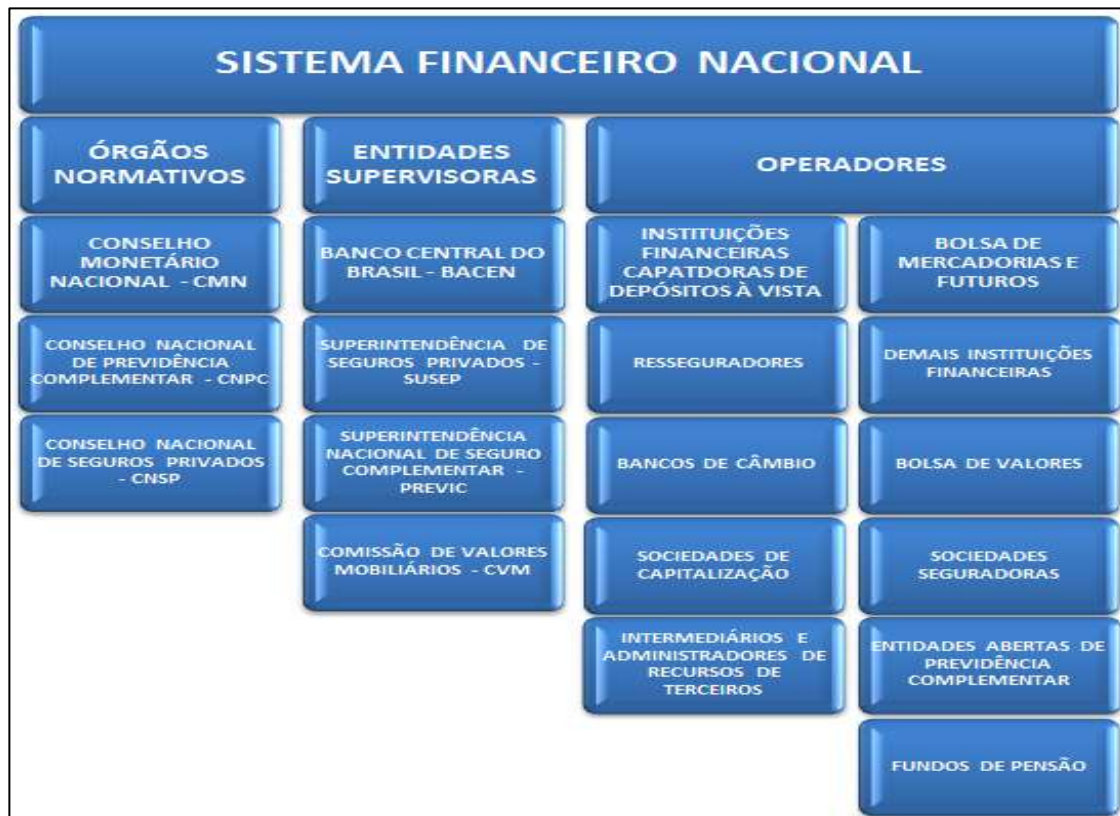 SISTEMA FINANCEIRO NACIONAL
ÓRGÃOS
NORMATIVOS
ENTIDADES
SUPERVISORAS
OPERADORES
CONSELHO
MONETÁRIO
NACIONAL - CMN
BANCO CENTRAL DO
BRASIL - BACEN
INSTITUIÇÕES
FINANCEIRAS
CAPATDORAS DE
DEPÓSITOS À VISTA
BOLSA DE
MERCADORIAS E
FUTUROS
CONSELHO NACIONAL
DE PREVIDÊNCIA
COMPLEMENTAR - CNPC
SUPERINTENDÊNCIA DE
SEGUROS PRIVADOS -
SUSEP
RESSEGURADORES
DEMAIS INSTITUIÇÕES
FINANCEIRAS
CONSELHO NACIONAL
DE SEGUROS PRIVADOS
- CNSP
SUPERINTENDÊNCIA
NACIONAL DE SEGURO
COMPLEMENTAR -
PREVIC
BANCOS DE CÂMBIO
BOLSA DE VALORES
COMISSÃO DE VALORES
MOBILIÁRIOS - CVM
SOCIEDADES DE
CAPITALIZAÇÃO
SOCIEDADES
SEGURADORAS
INTERMEDIÁRIOS E
ADMINISTRADORES DE
RECURSOS DE
TERCEIROS
ENTIDADES ABERTAS DE
PREVIDÊNCIA
COMPLEMENTAR
FUNDOS DE PENSÃO